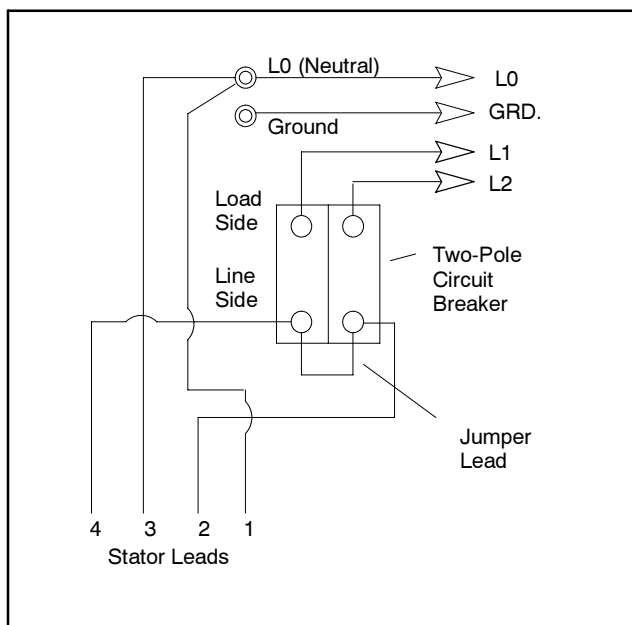 L0 (Neutral)
L0
GRD.
Ground
L1
L2
Load
Side
Two-Pole
Circuit
Breaker
Line
Side
Jumper
Lead
4 3 2 1
Stator Leads